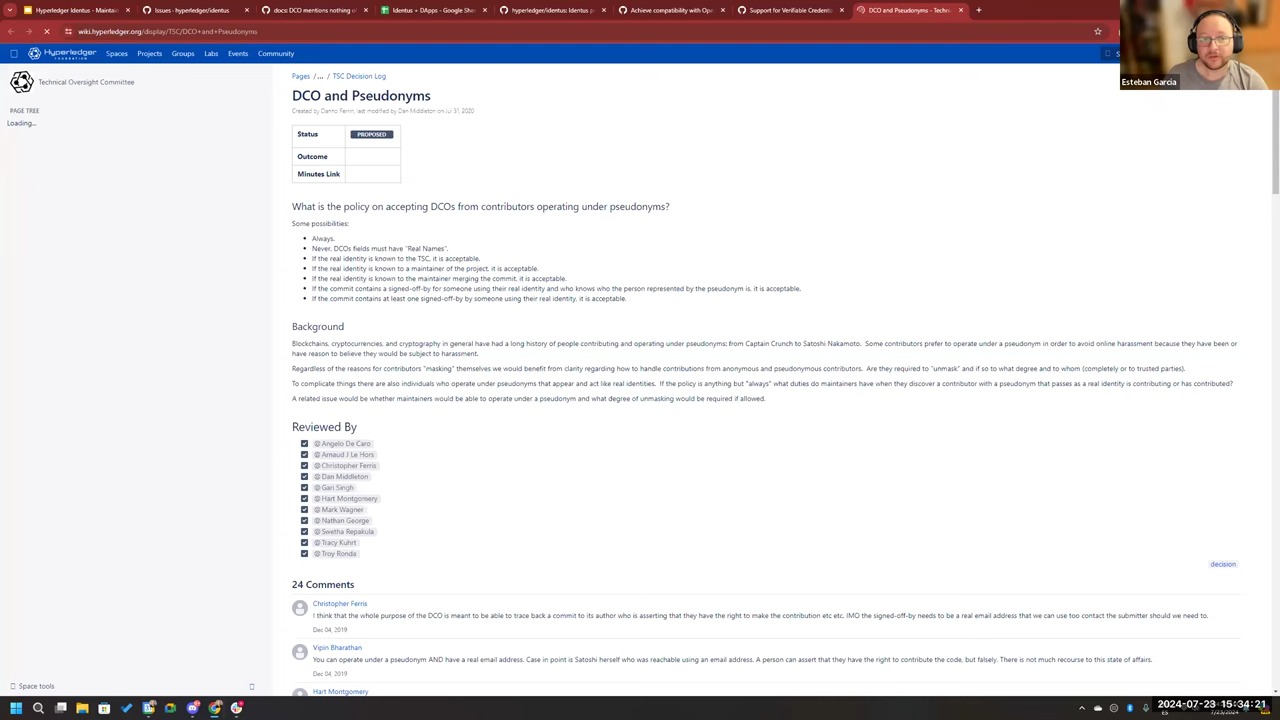 Hyperledger Identus - Maintain
Issues · hyperledger/identus
docs: DCO mentions nothing o
Identus + DApps - Google She
hyperledger/identus: Identus p
Achieve compatibility with Ope
Support for Verifiable Credent
DCO and Pseudonyms - Techn
wiki.hyperledger.org/display/TSC/DCO+and+Pseudonyms
HYPERLEDGER FOUNDATION
Spaces Projects Groups Labs Events Community
Esteban Garcia
Technical Oversight Committee
PAGE TREE
Loading...
Pages /... / TSC Decision Log
DCO and Pseudonyms
Created by Danno Ferrin, last modified by Dan Middleton on Jul 31, 2020
Status PROPOSED
Outcome
Minutes Link
What is the policy on accepting DCOs from contributors operating under pseudonyms?
Some possibilities:
Always.
Never. DCOs fields must have "Real Names".
If the real identity is known to the TSC, it is acceptable.
If the real identity is known to a maintainer of the project, it is acceptable.
If the real identity is known to the maintainer merging the commit, it is acceptable.
If the commit contains a signed-off-by for someone using their real identity and who knows who the person represented by the pseudonym is, it is acceptable.
If the commit contains at least one signed-off-by by someone using their real identity, it is acceptable.
Background
Blockchains, cryptocurrencies, and cryptography in general have had a long history of people contributing and operating under pseudonyms; from Captain Crunch to Satoshi Nakamoto. Some contributors prefer to operate under a pseudonym in order to avoid online harassment because they have been or
have reason to believe they would be subject to harassment.
Regardless of the reasons for contributors "masking" themselves we would benefit from clarity regarding how to handle contributions from anonymous and pseudonymous contributors. Are they required to "unmask" and if so to what degree and to whom (completely or to trusted parties).
To complicate things there are also individuals who operate under pseudonyms that appear and act like real identities. If the policy is anything but "always" what duties do maintainers have when they discover a contributor with a pseudonym that passes as a real identity is contributing or has contributed?
A related issue would be whether maintainers would be able to operate under a pseudonym and what degree of unmasking would be required if allowed.
Reviewed By
@ Angelo De Caro
@ Arnaud J Le Hors
@ Christopher Ferris
@ Dan Middleton
@ Gari Singh
@ Hart Montgomery
@ Mark Wagner
@ Nathan George
@ Swetha Repakula
@ Tracy Kuhrt
@ Troy Ronda
decision
24 Comments
Christopher Ferris
I think that the whole purpose of the DCO is meant to be able to trace back a commit to its author who is asserting that they have the right to make the contribution etc etc. IMO the signed-off-by needs to be a real email address that we can use too contact the submitter should we need to.
Dec 04, 2019
Vipin Bharathan
You can operate under a pseudonym AND have a real email address. Case in point is Satoshi herself who was reachable using an email address. A person can assert that they have the right to contribute the code, but falsely. There is not much recourse to this state of affairs.
Dec 04, 2019
Hart Montgomery
Space tools
2024-07-23 15:34:21
ES
7/23/2024